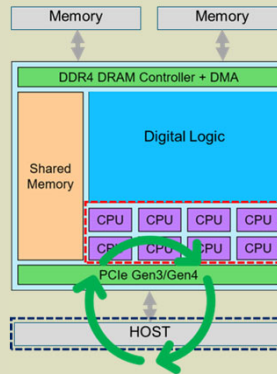 Memory
Memory
DDR4 DRAM Controller + DMA
Digital Logic
Shared
Memory
CPU CPU CPU CPU
CPU CPU CPU CPU
PCIe Gen3/Gen4
HOST